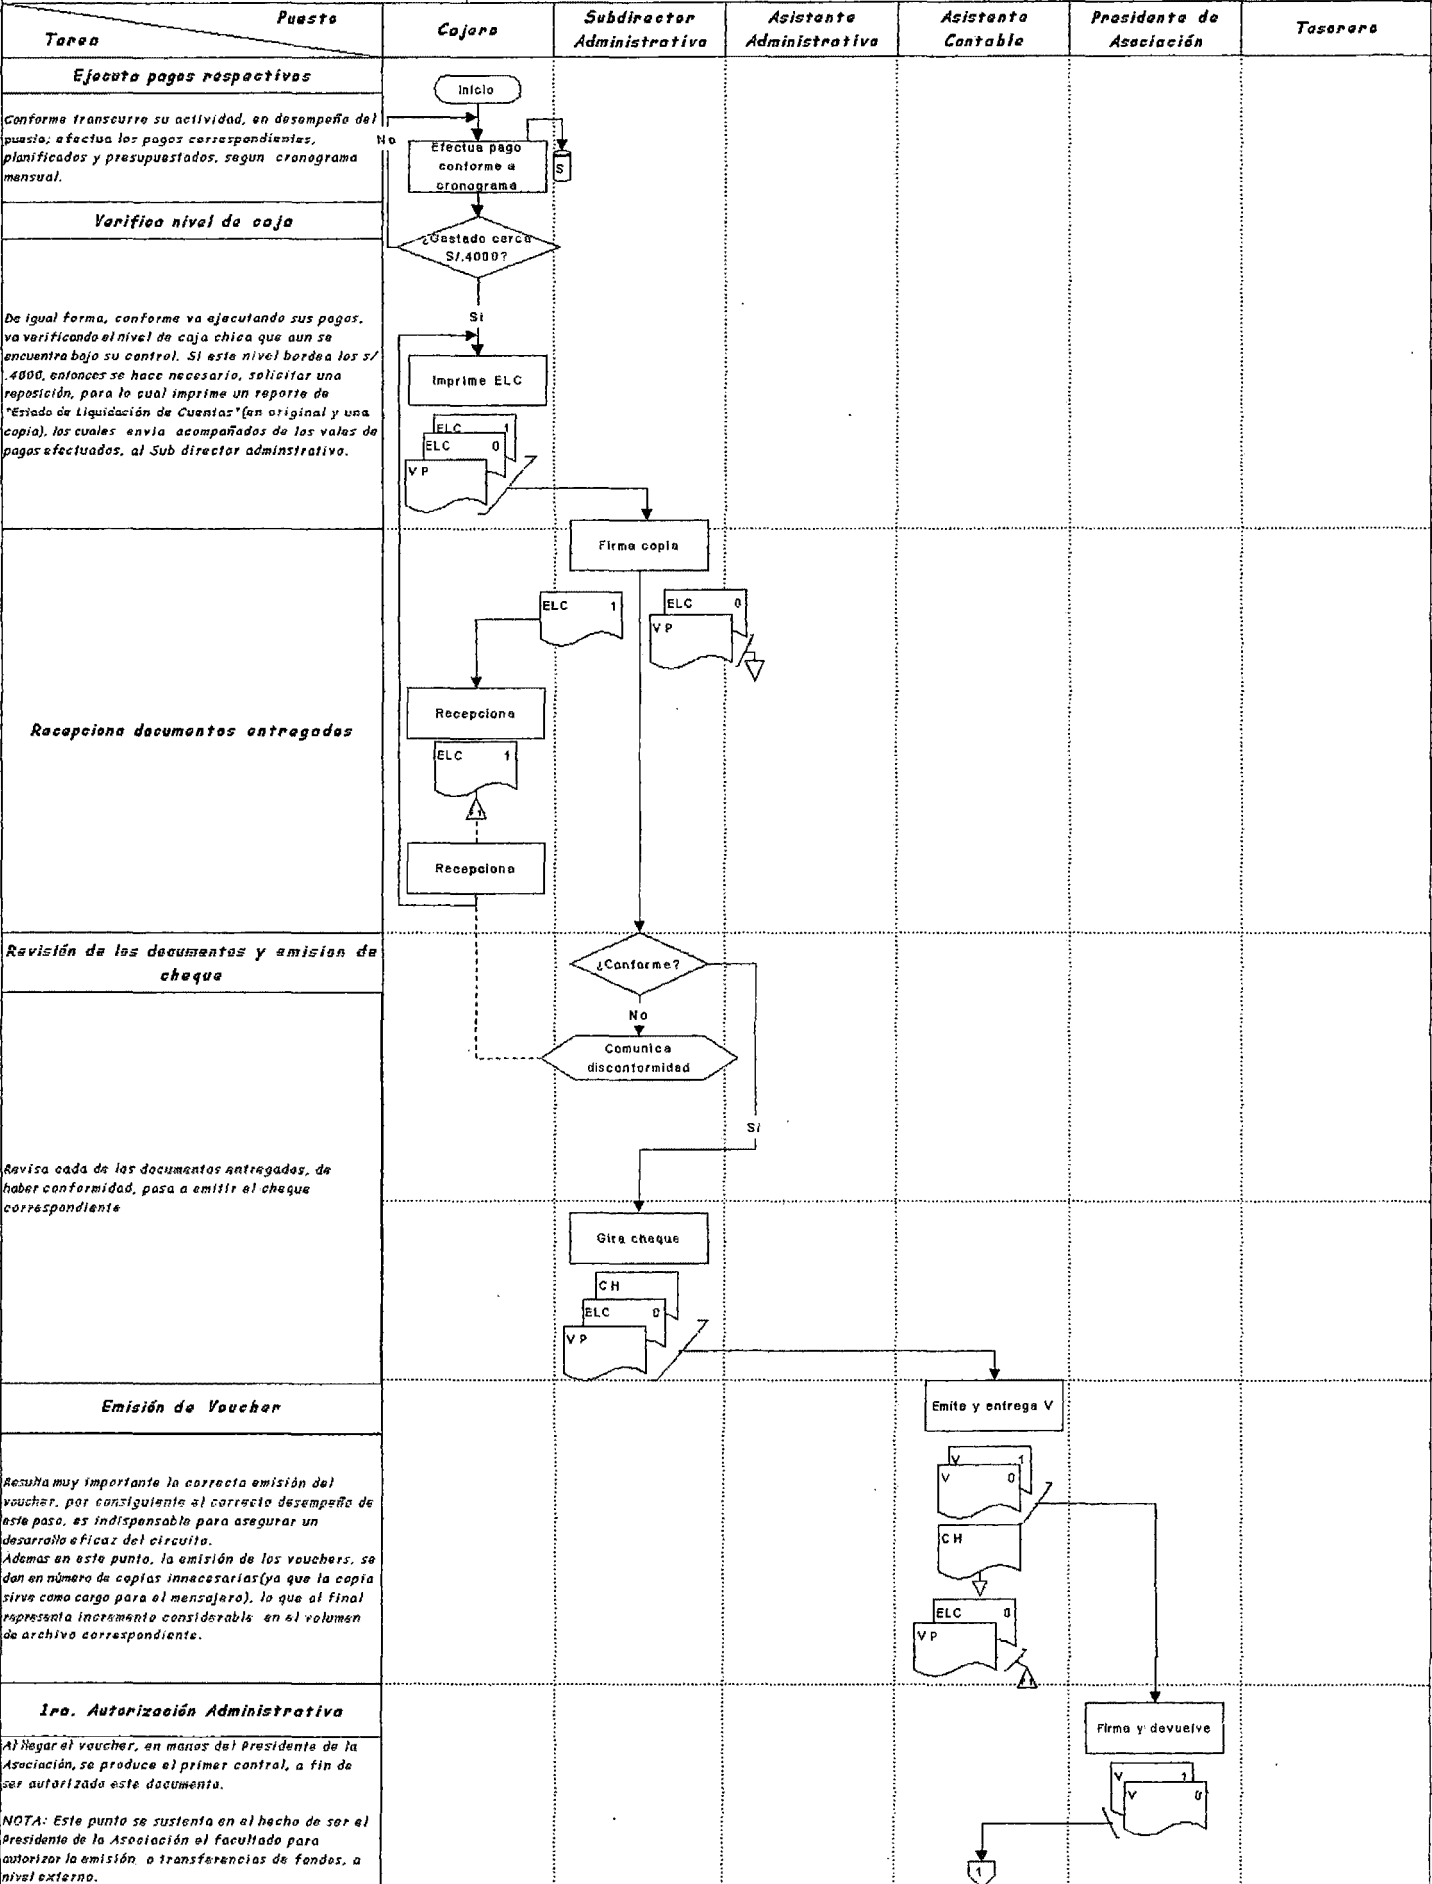 Puesto
Tarea
Cajero
Subdirector
Administrativo
Asistente
Administrativo
Asistente
Contable
Presidente de
Asociación
Tesorero
Ejecuta pagos respectivos
Conforme transcurre su actividad, en desempeño del
puesto; efectua los pagos correspondientes,
planificados y presupuestados, segun cronograma
mensual.
Inicio
No
Efectua pago
conforme a
cronograma
S
Verifica nivel de caja
¿Gastado cerca
S/.4000?
Si
De igual forma, conforme va ejecutando sus pagos,
va verificando el nivel de caja chica que aun se
encuentra bajo su control. Si este nivel bordea los s/
.4000, entonces se hace necesario, solicitar una
reposición, para lo cual imprime un reporte de
"Estado de Liquidación de Cuentas"(en original y una
copia), los cuales envia acompañados de los vales de
pagos efectuados, al Sub director adminstrativo.
Imprime ELC
ELC 1
ELC 0
V P
Firma copia
ELC 1
ELC 0
V P
Recepciona documentos entregados
Recepciona
ELC 1
Recepciona
Revisión de los documentos y emision de
cheque
¿Conforme?
No
Comunica
disconformidad
Si
Revisa cada de los documentos entregados, de
haber conformidad, pasa a emitir el cheque
correspondiente
Gira cheque
C H
ELC 0
V P
Emisión de Voucher
Emite y entrega V
Resulta muy importante la correcta emisión del
voucher, por consiguiente el correcto desempeño de
este paso, es indispensable para asegurar un
desarrollo eficaz del circuito.
Ademas en este punto, la emisión de los vouchers, se
dan en número de copias innecesarias(ya que la copia
sirve como cargo para el mensajero), lo que al final
representa incremento considerable en el volumen
de archivo correspondiente.
V 1
V 0
C H
ELC 0
V P
1ra. Autorización Administrativa
Firma y devuelve
Al llegar el voucher, en manos del Presidente de la
Asociación, se produce el primer control, a fin de
ser autorizado este documento.
NOTA: Este punto se sustenta en el hecho de ser el
Presidente de la Asociación el facultado para
autorizar la emisión o transferencias de fondos, a
nivel externo.
V 1
V 0
1